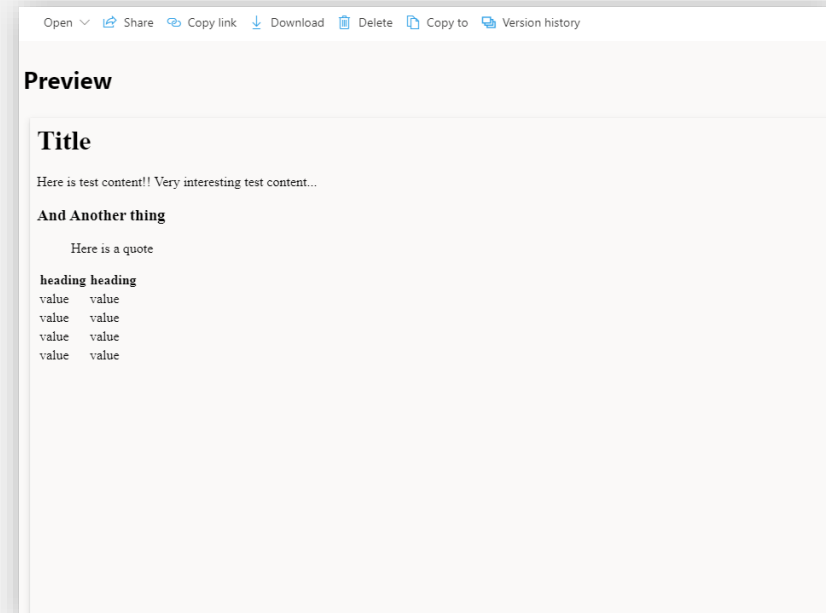 Open Share Copy link Download Delete Copy to Version history
Preview
Title
Here is test content!! Very interesting test content...
And Another thing
Here is a quote
heading heading
value value
value value
value value
value value